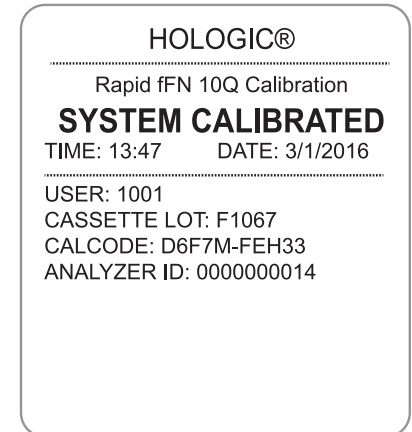 HOLOGIC®
Rapid fFN 10Q Calibration
SYSTEM CALIBRATED
TIME: 13:47 DATE: 3/1/2016
USER: 1001
CASSETTE LOT: F1067
CALCODE: D6F7M-FEH33
ANALYZER ID: 0000000014